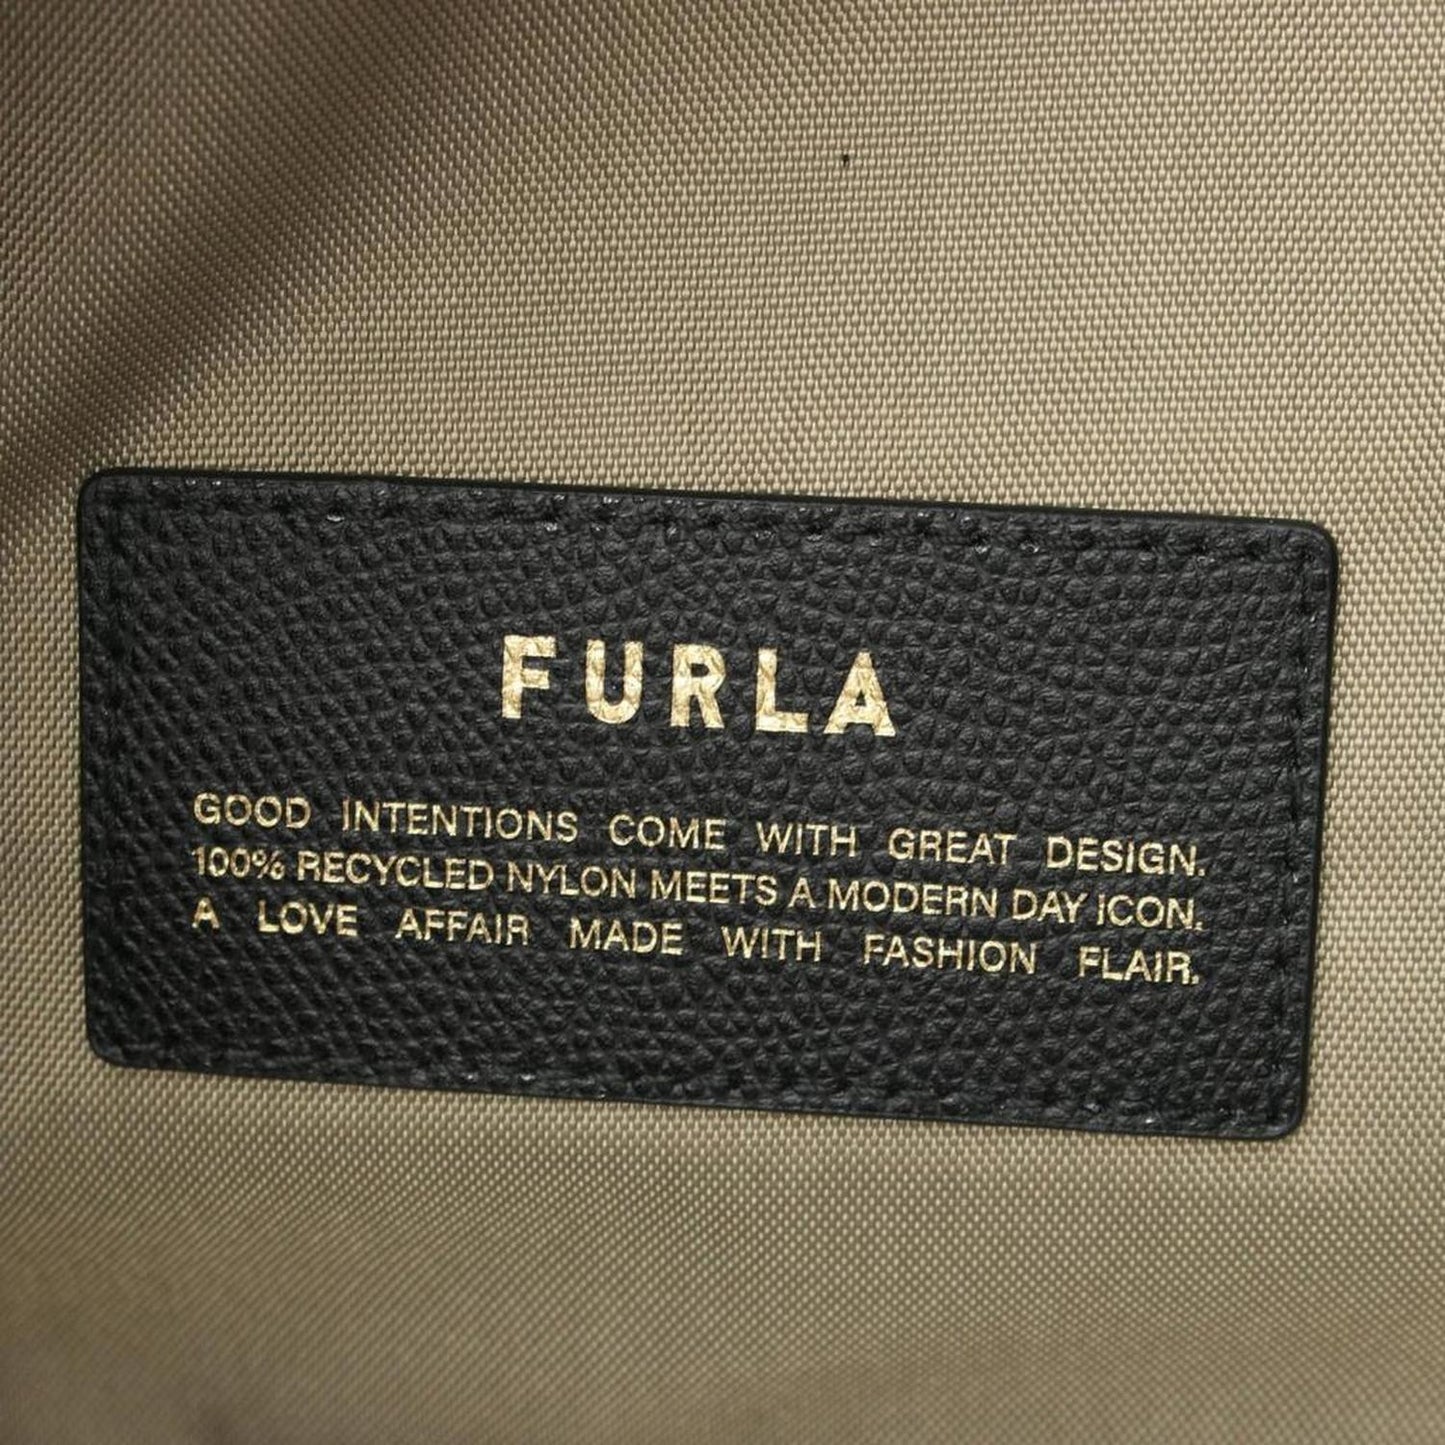 FURLA
GOOD INTENTIONS COME WITH GREAT DESIGN.
100% RECYCLED NYLON MEETS A MODERN DAY ICON.
A LOVE AFFAIR MADE WITH FASHION FLAIR.